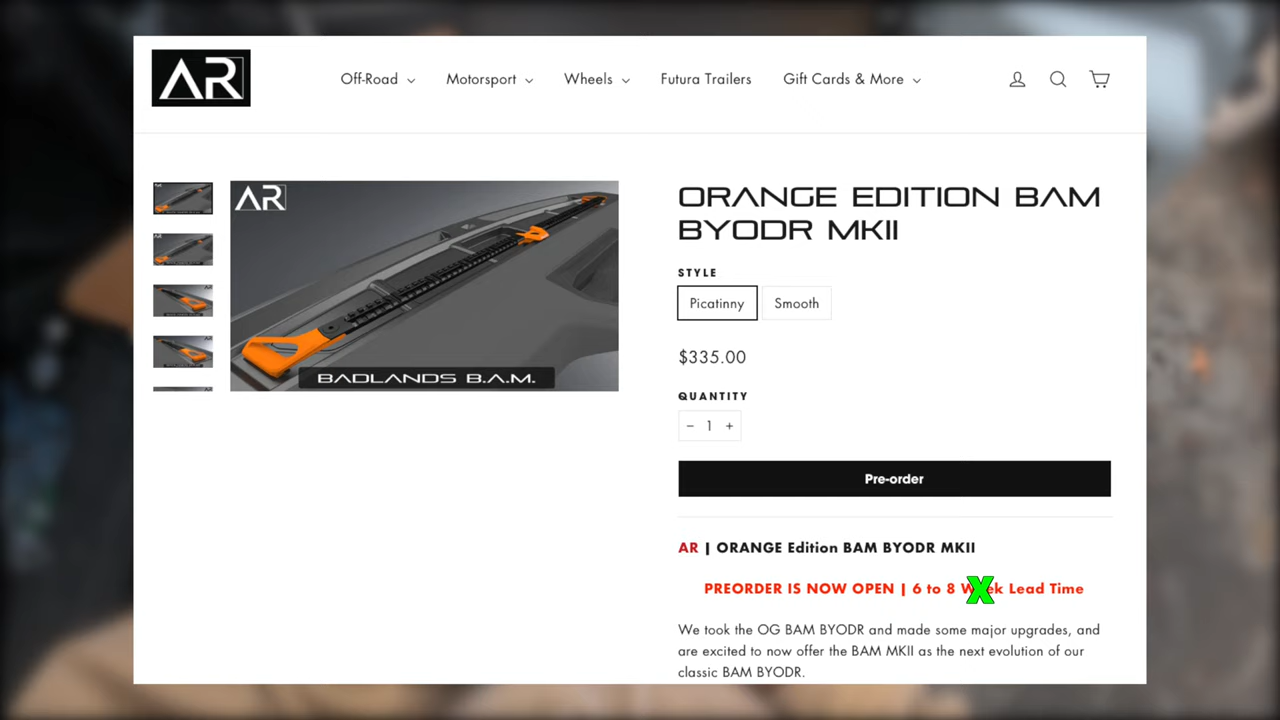 AR
Off-Road
Motorsport
Wheels
Futura Trailers
Gift Cards & More
AR
BADLANDS B.A.M.
ORANGE EDITION BAM
BYODR MKII
STYLE
Picatinny
Smooth
$335.00
QUANTITY
− 1 +
Pre-order
AR | ORANGE Edition BAM BYODR MKII
PREORDER IS NOW OPEN | 6 to 8 Lead Time
X
We took the OG BAM BYODR and made some major upgrades, and
are excited to now offer the BAM MKII as the next evolution of our
classic BAM BYODR.